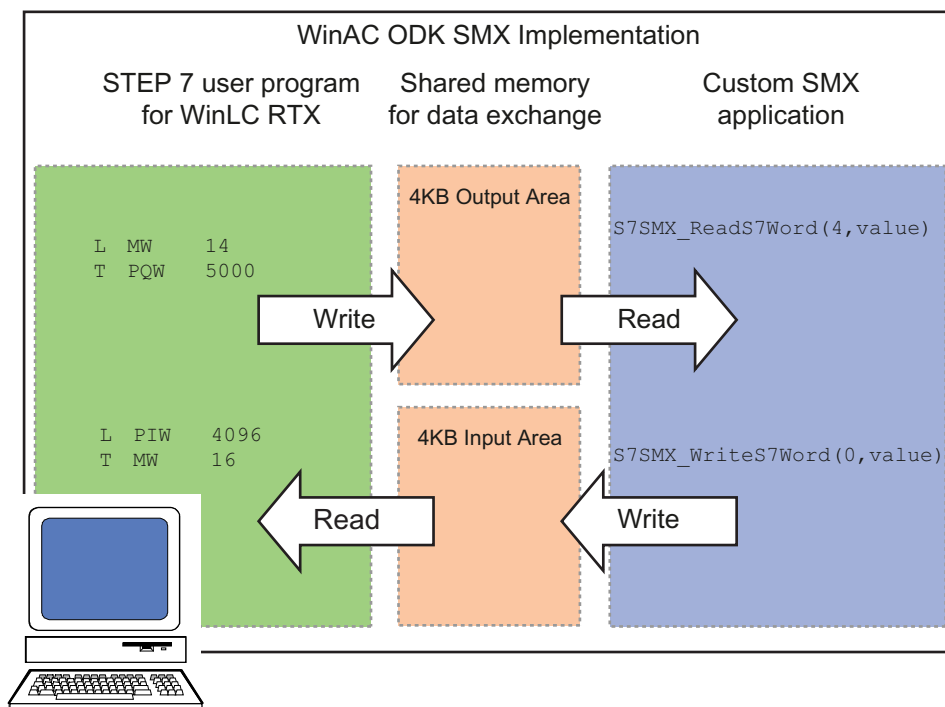 WinAC ODK SMX Implementation
STEP 7 user program
for WinLC RTX
Shared memory
for data exchange
Custom SMX
application
L MW 14
T PQW 5000
4KB Output Area
S7SMX_ReadS7Word(4,value)
Write
Read
L PIW 4096
T MW 16
4KB Input Area
S7SMX_WriteS7Word(0,value)
Read
Write